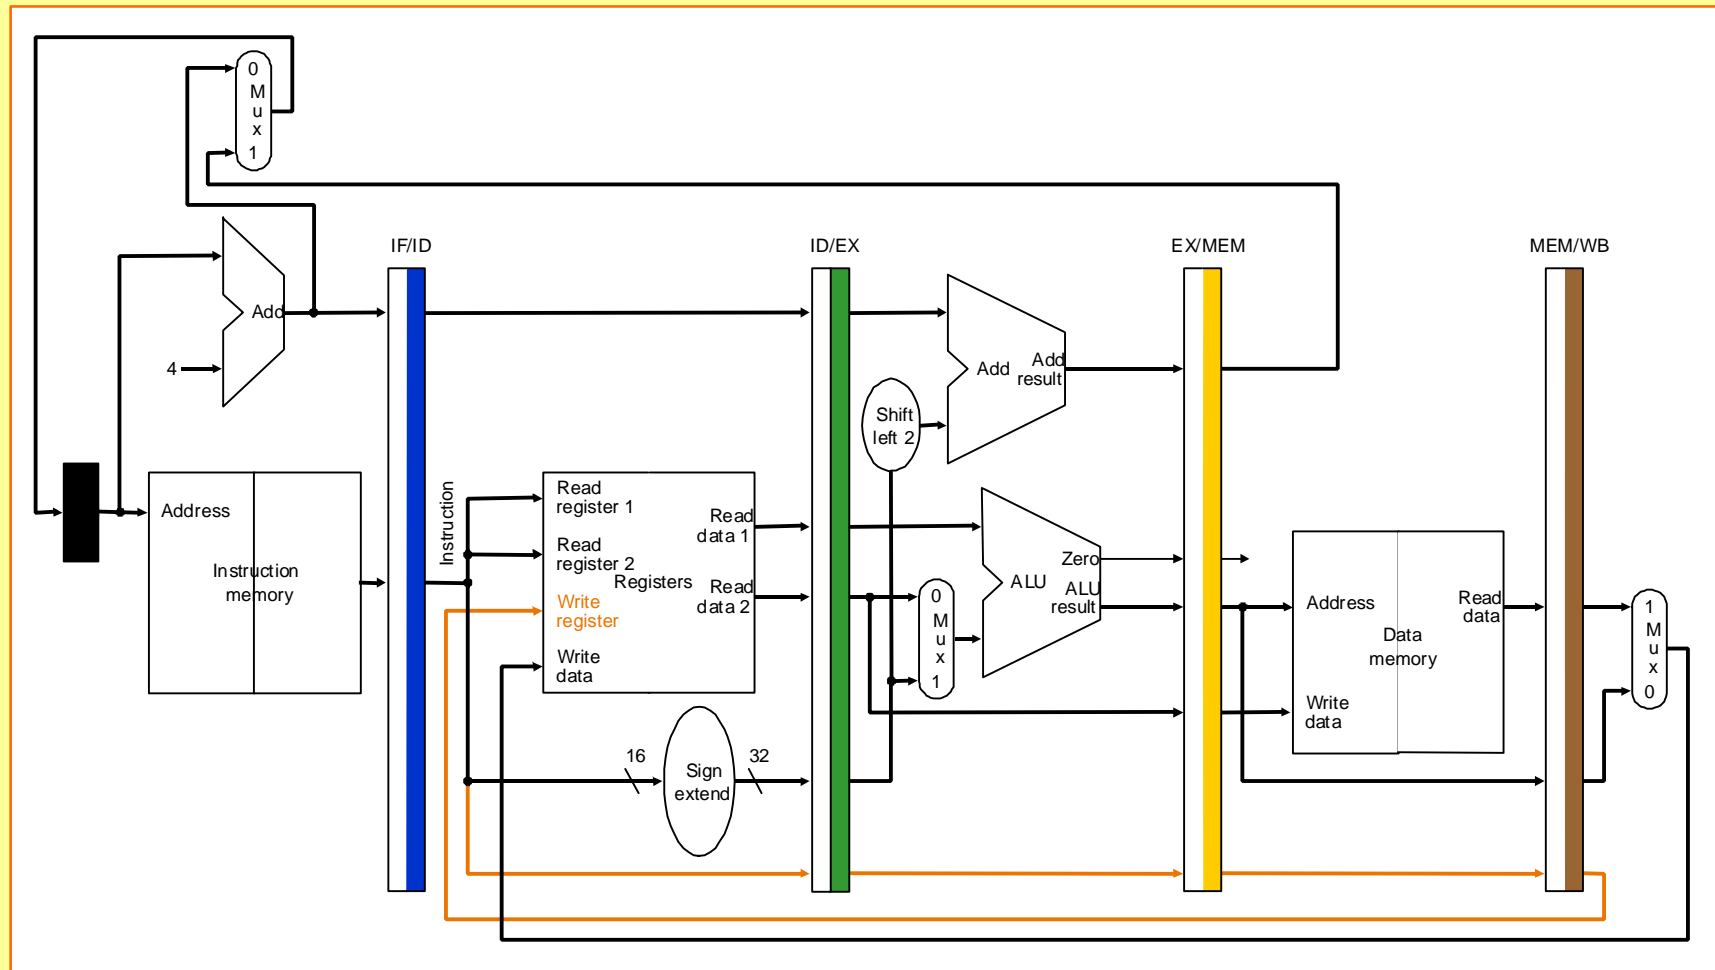 0
M
u
x
1
IF/ID
ID/EX
EX/MEM
MEM/WB
Add
4
Add
Add
result
Shift
left 2
Address
Instruction
memory
Instruction
Read
register 1
Read
register 2
Write
register
Write
data
Registers
Read
data 1
Read
data 2
0
M
u
x
1
Zero
ALU
ALU
result
Address
Read
data
Data
memory
Write
data
1
M
u
x
0
16
Sign
extend
32